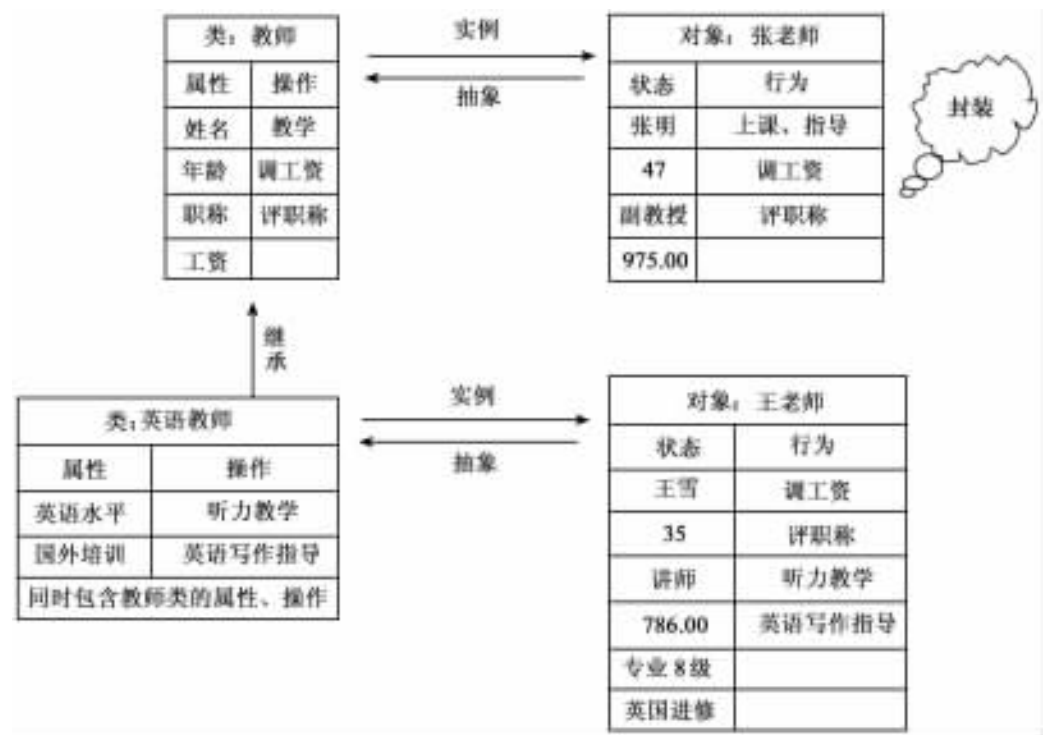 类：教师
属性 操作
姓名 教学
年龄 调工资
职称 评职称
工资
实例
抽象
对象：张老师
状态 行为
张明 上课、指导
47 调工资
副教授 评职称
975.00
封装
继
承
类：英语教师
属性 操作
英语水平 听力教学
国外培训 英语写作指导
同时包含教师类的属性、操作
实例
抽象
对象：王老师
状态 行为
王雪 调工资
35 评职称
讲师 听力教学
786.00 英语写作指导
专业8级
英国进修